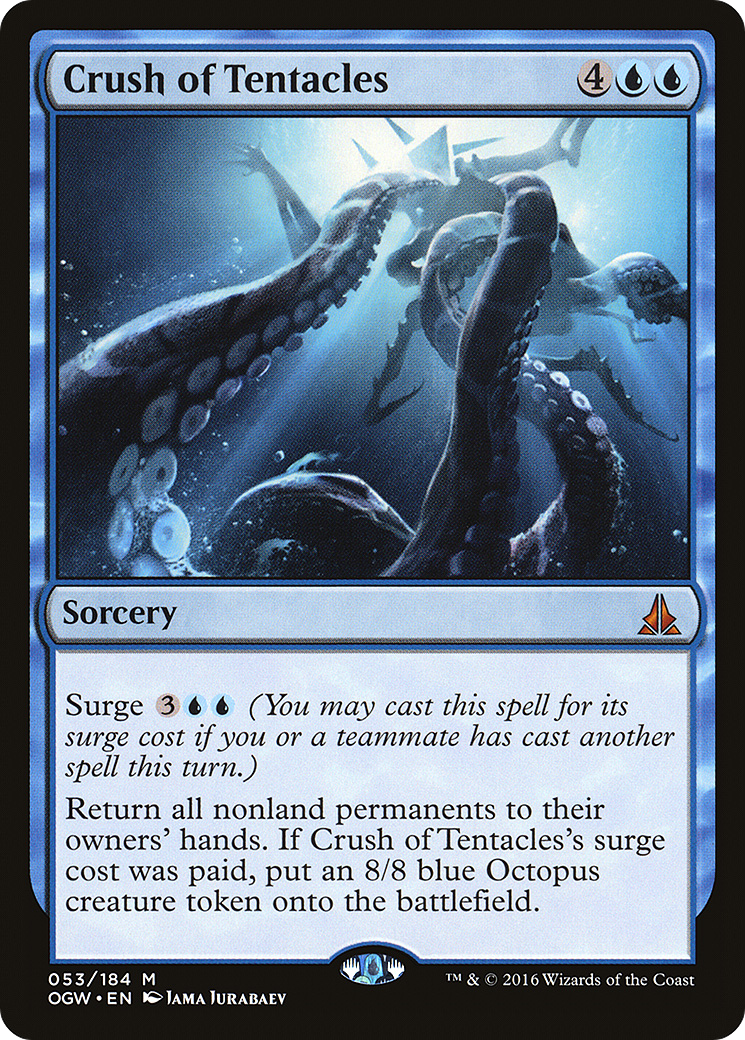 Crush of Tentacles 4
Sorcery
Surge 3 (You may cast this spell for its
surge cost if you or a teammate has cast another
spell this turn.)
Return all nonland permanents to their
owners’ hands. If Crush of Tentacles’s surge
cost was paid, put an 8/8 blue Octopus
creature token onto the battlefield.
053/184 M
OGW • EN Jama Jurabaev
™ & © 2016 Wizards of the Coast